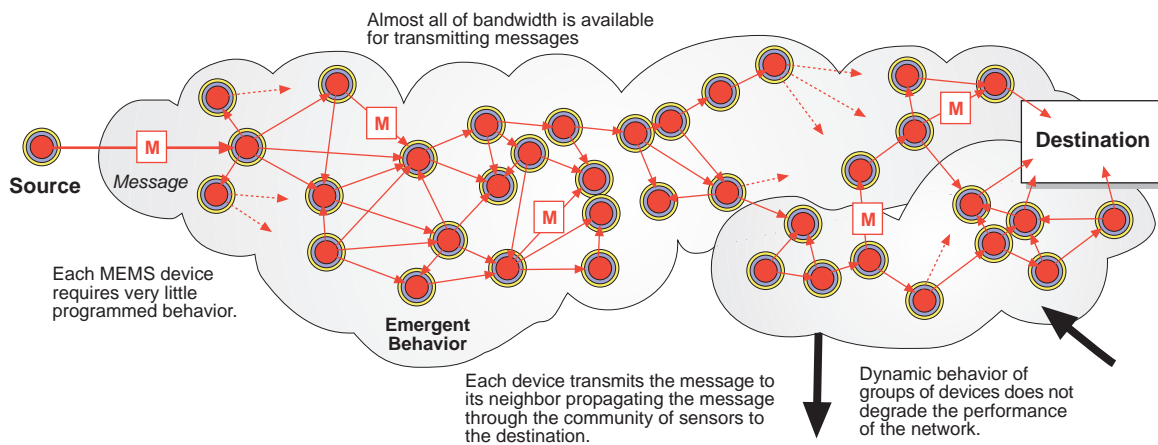 Almost all of bandwidth is available
for transmitting messages
M
M
M
Destination
M
Source
Message
M
Each MEMS device
requires very little
programmed behavior.
Emergent
Behavior
Each device transmits the message to
its neighbor propagating the message
through the community of sensors to
the destination.
Dynamic behavior of
groups of devices does not
degrade the performance
of the network.